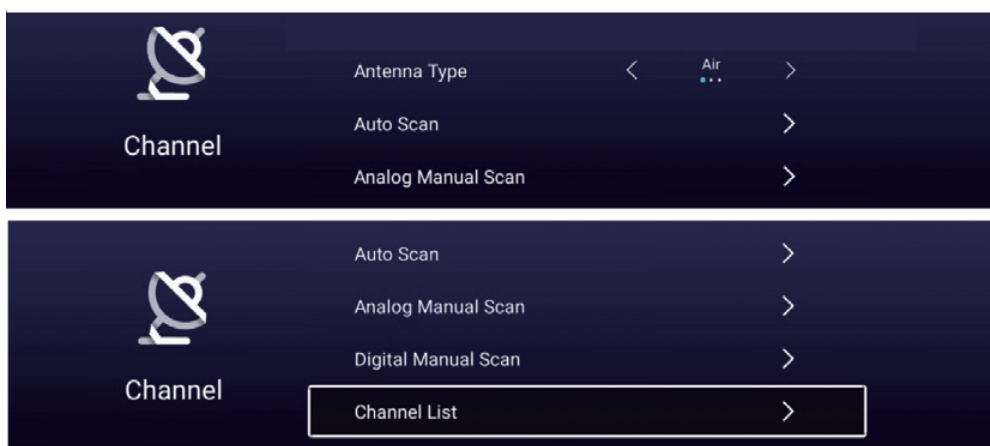 Antenna Type
Air
Auto Scan
Channel
Analog Manual Scan
Auto Scan
Analog Manual Scan
Digital Manual Scan
Channel
Channel List